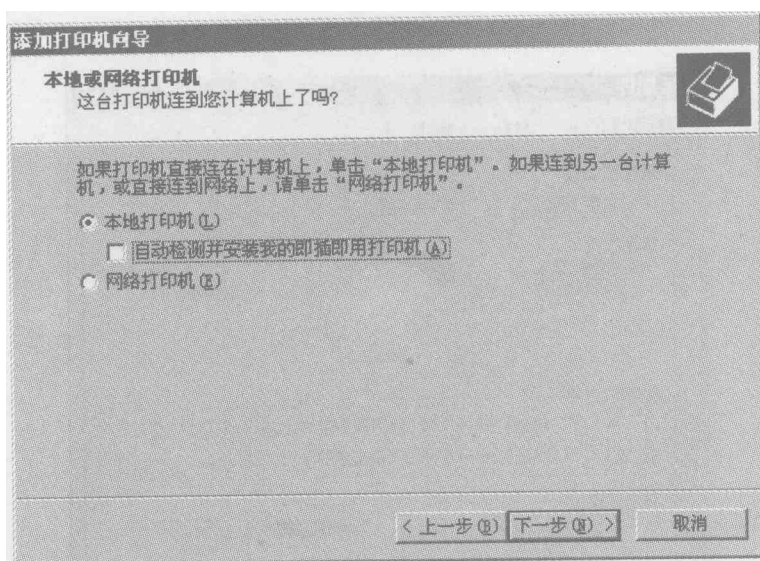 添加打印机向导
本地或网络打印机
这台打印机连到您计算机上了吗?
如果打印机直接连在计算机上，单击“本地打印机”。如果连到另一台计算
机，或直接连到网络上，请单击“网络打印机”。
本地打印机(L)
自动检测并安装我的即插即用打印机(A)
网络打印机(E)
< 上一步(B) 下一步(N) > 取消